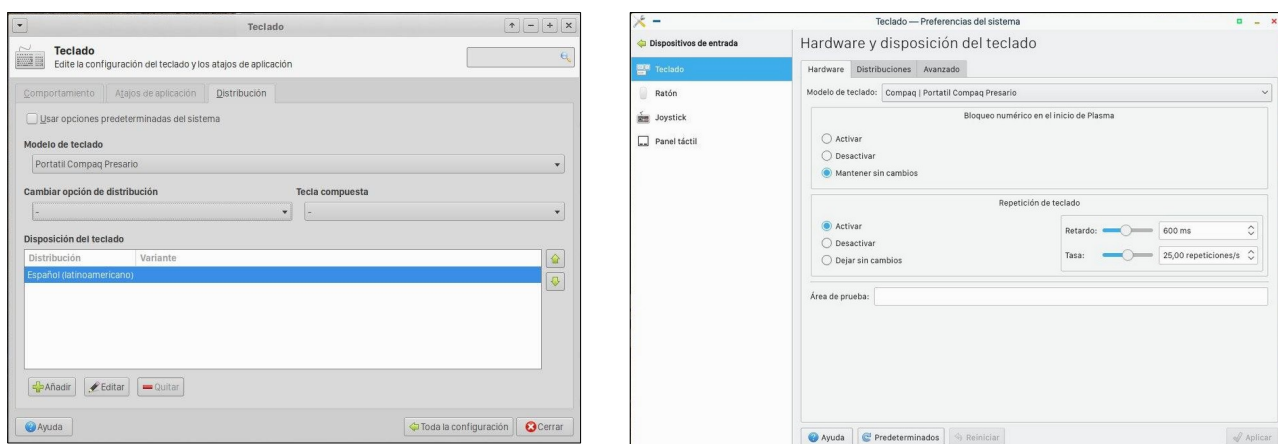 Teclado
Teclado
Edite la configuración del teclado y los atajos de aplicación
Comportamiento Atajos de aplicación Distribución
Usar opciones predeterminadas del sistema
Modelo de teclado
Portatil Compaq Presario
Cambiar opción de distribución Tecla compuesta
- -
Disposición del teclado
Distribución Variante
Español (latinoamericano)
Añadir Editar Quitar
Ayuda Toda la configuración Cerrar
Teclado — Preferencias del sistema
Dispositivos de entrada
Teclado
Ratón
Joystick
Panel táctil
Hardware y disposición del teclado
Hardware Distribuciones Avanzado
Modelo de teclado: Compaq | Portatil Compaq Presario
Bloqueo numérico en el inicio de Plasma
Activar
Desactivar
Mantener sin cambios
Repetición de teclado
Activar
Desactivar
Dejar sin cambios
Retardo: 600 ms
Tasa: 25,00 repeticiones/s
Área de prueba:
Ayuda Predeterminados Reiniciar Aplicar